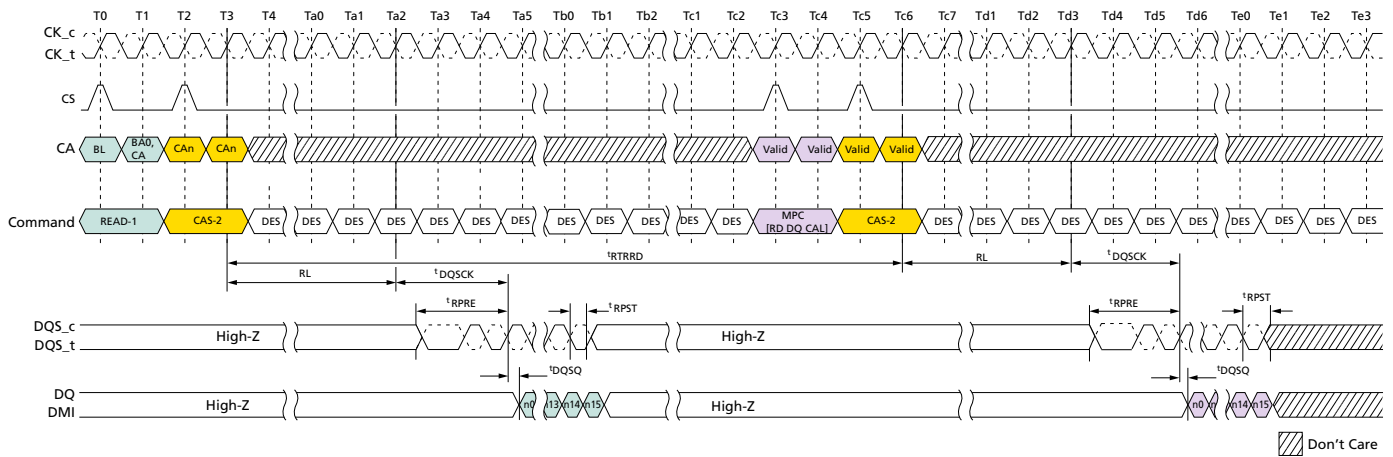 T0 T1 T2 T3 T4 Ta0 Ta1 Ta2 Ta3 Ta4 Ta5 Tb0 Tb1 Tb2 Tc1 Tc2 Tc3 Tc4 Tc5 Tc6 Tc7 Td1 Td2 Td3 Td4 Td5 Td6 Te0 Te1 Te2 Te3
CK_c
CK_t
CS
CA BL BA0, CA CAn CAn Valid Valid Valid Valid
Command READ-1 CAS-2 DES DES DES DES DES DES DES DES DES DES DES DES MPC [RD DQ CAL] CAS-2 DES DES DES DES DES DES DES DES DES DES DES
tRTRRD
RL tDQSCK RL tDQSCK
tRPRE tRPST tRPRE tRPST
DQS_c
DQS_t High-Z High-Z
tDQSQ tDQSQ
DQ
DMI High-Z n0 n13 n14 n15 High-Z n0 n n14 n15
Don't Care